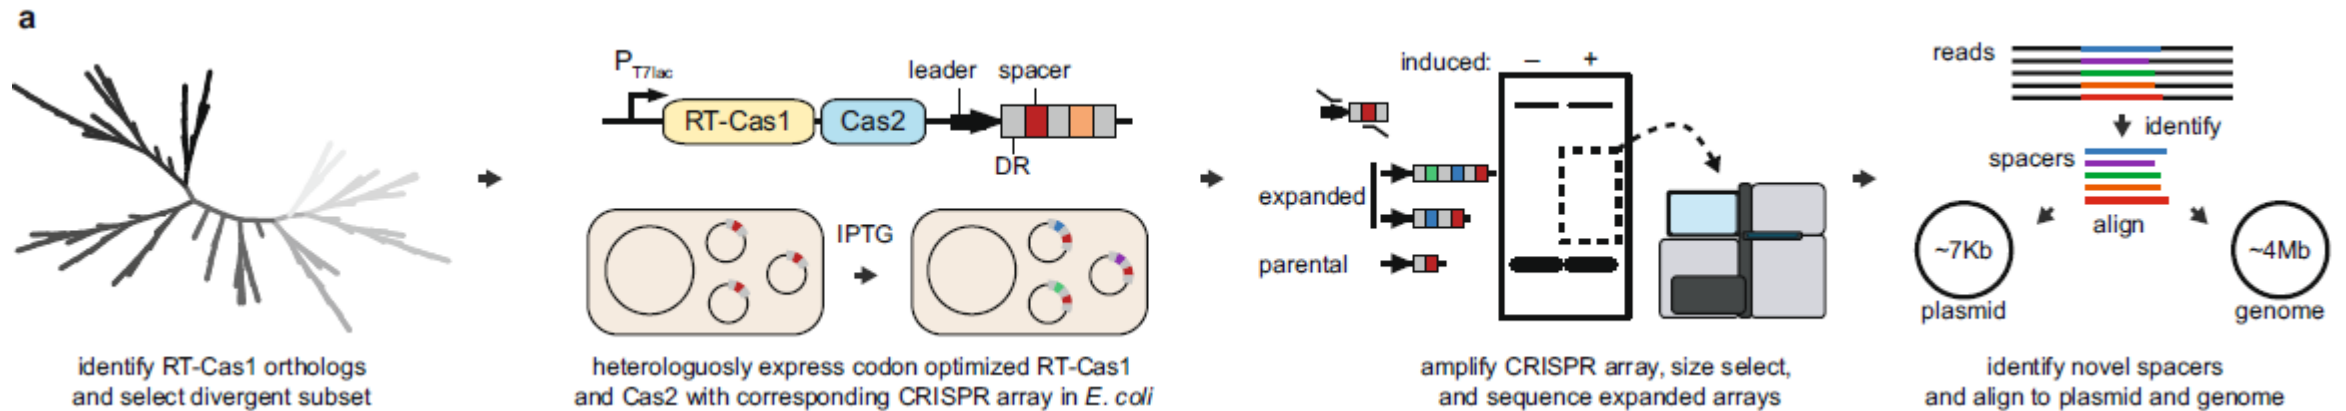 a
P_T7lac
leader
spacer
RT-Cas1
Cas2
DR
IPTG
induced: – +
expanded
parental
reads
identify
spacers
align
~7Kb
~4Mb
plasmid
genome
identify RT-Cas1 orthologs
and select divergent subset
heterologuosly express codon optimized RT-Cas1
and Cas2 with corresponding CRISPR array in E. coli
amplify CRISPR array, size select,
and sequence expanded arrays
identify novel spacers
and align to plasmid and genome